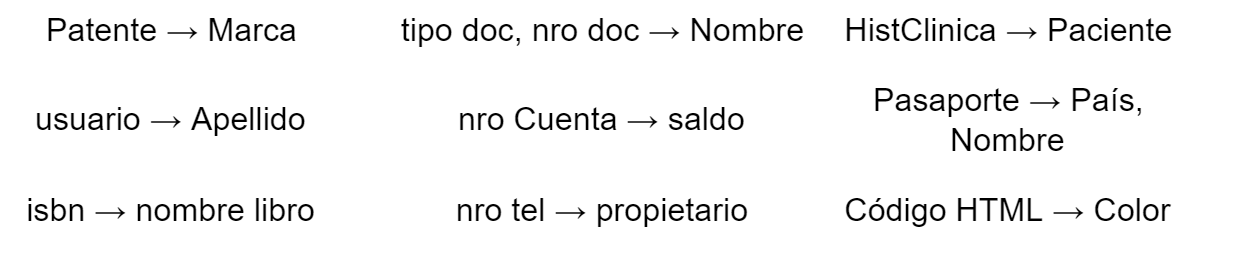 Patente → Marca
tipo doc, nro doc → Nombre
HistClinica → Paciente
usuario → Apellido
nro Cuenta → saldo
Pasaporte → País,
Nombre
isbn → nombre libro
nro tel → propietario
Código HTML → Color